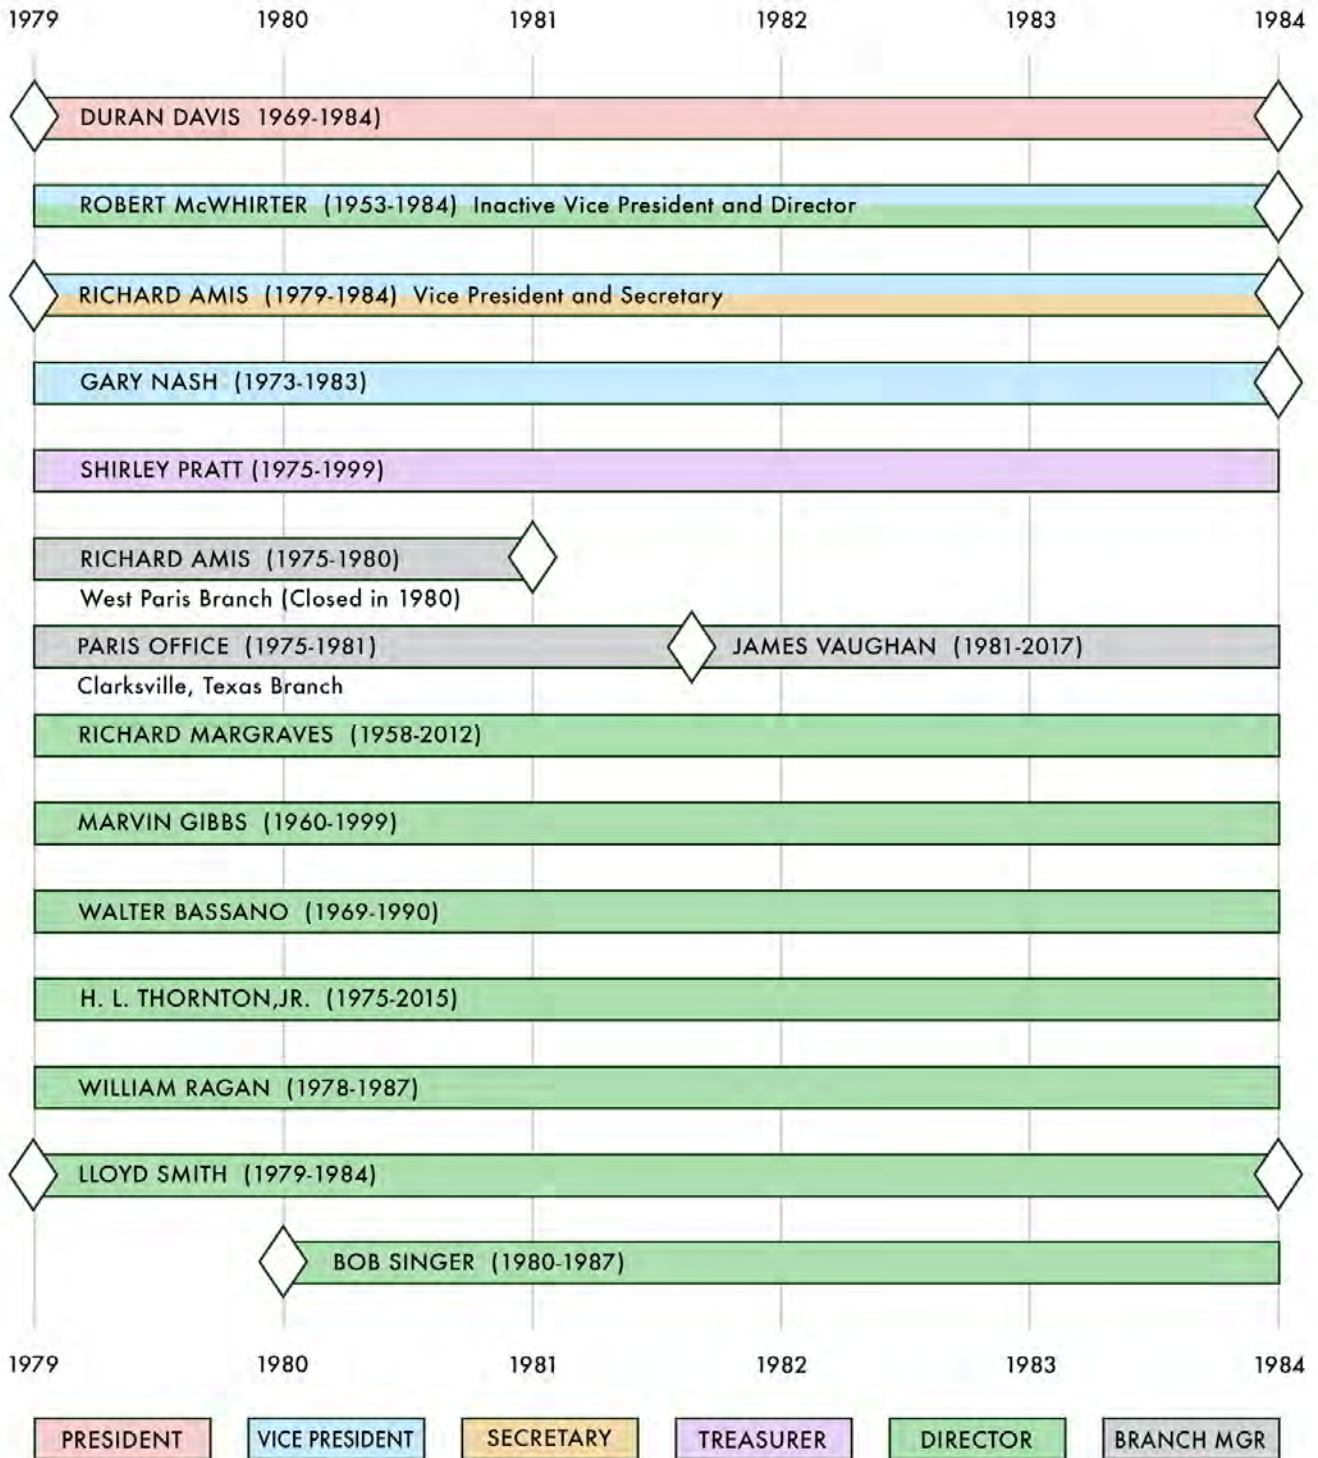 1979 1980 1981 1982 1983 1984
DURAN DAVIS 1969-1984)
ROBERT McWHIRTER (1953-1984) Inactive Vice President and Director
RICHARD AMIS (1979-1984) Vice President and Secretary
GARY NASH (1973-1983)
SHIRLEY PRATT (1975-1999)
RICHARD AMIS (1975-1980)
West Paris Branch (Closed in 1980)
PARIS OFFICE (1975-1981) JAMES VAUGHAN (1981-2017)
Clarksville, Texas Branch
RICHARD MARGRAVES (1958-2012)
MARVIN GIBBS (1960-1999)
WALTER BASSANO (1969-1990)
H. L. THORNTON,JR. (1975-2015)
WILLIAM RAGAN (1978-1987)
LLOYD SMITH (1979-1984)
BOB SINGER (1980-1987)
1979 1980 1981 1982 1983 1984
PRESIDENT VICE PRESIDENT SECRETARY TREASURER DIRECTOR BRANCH MGR